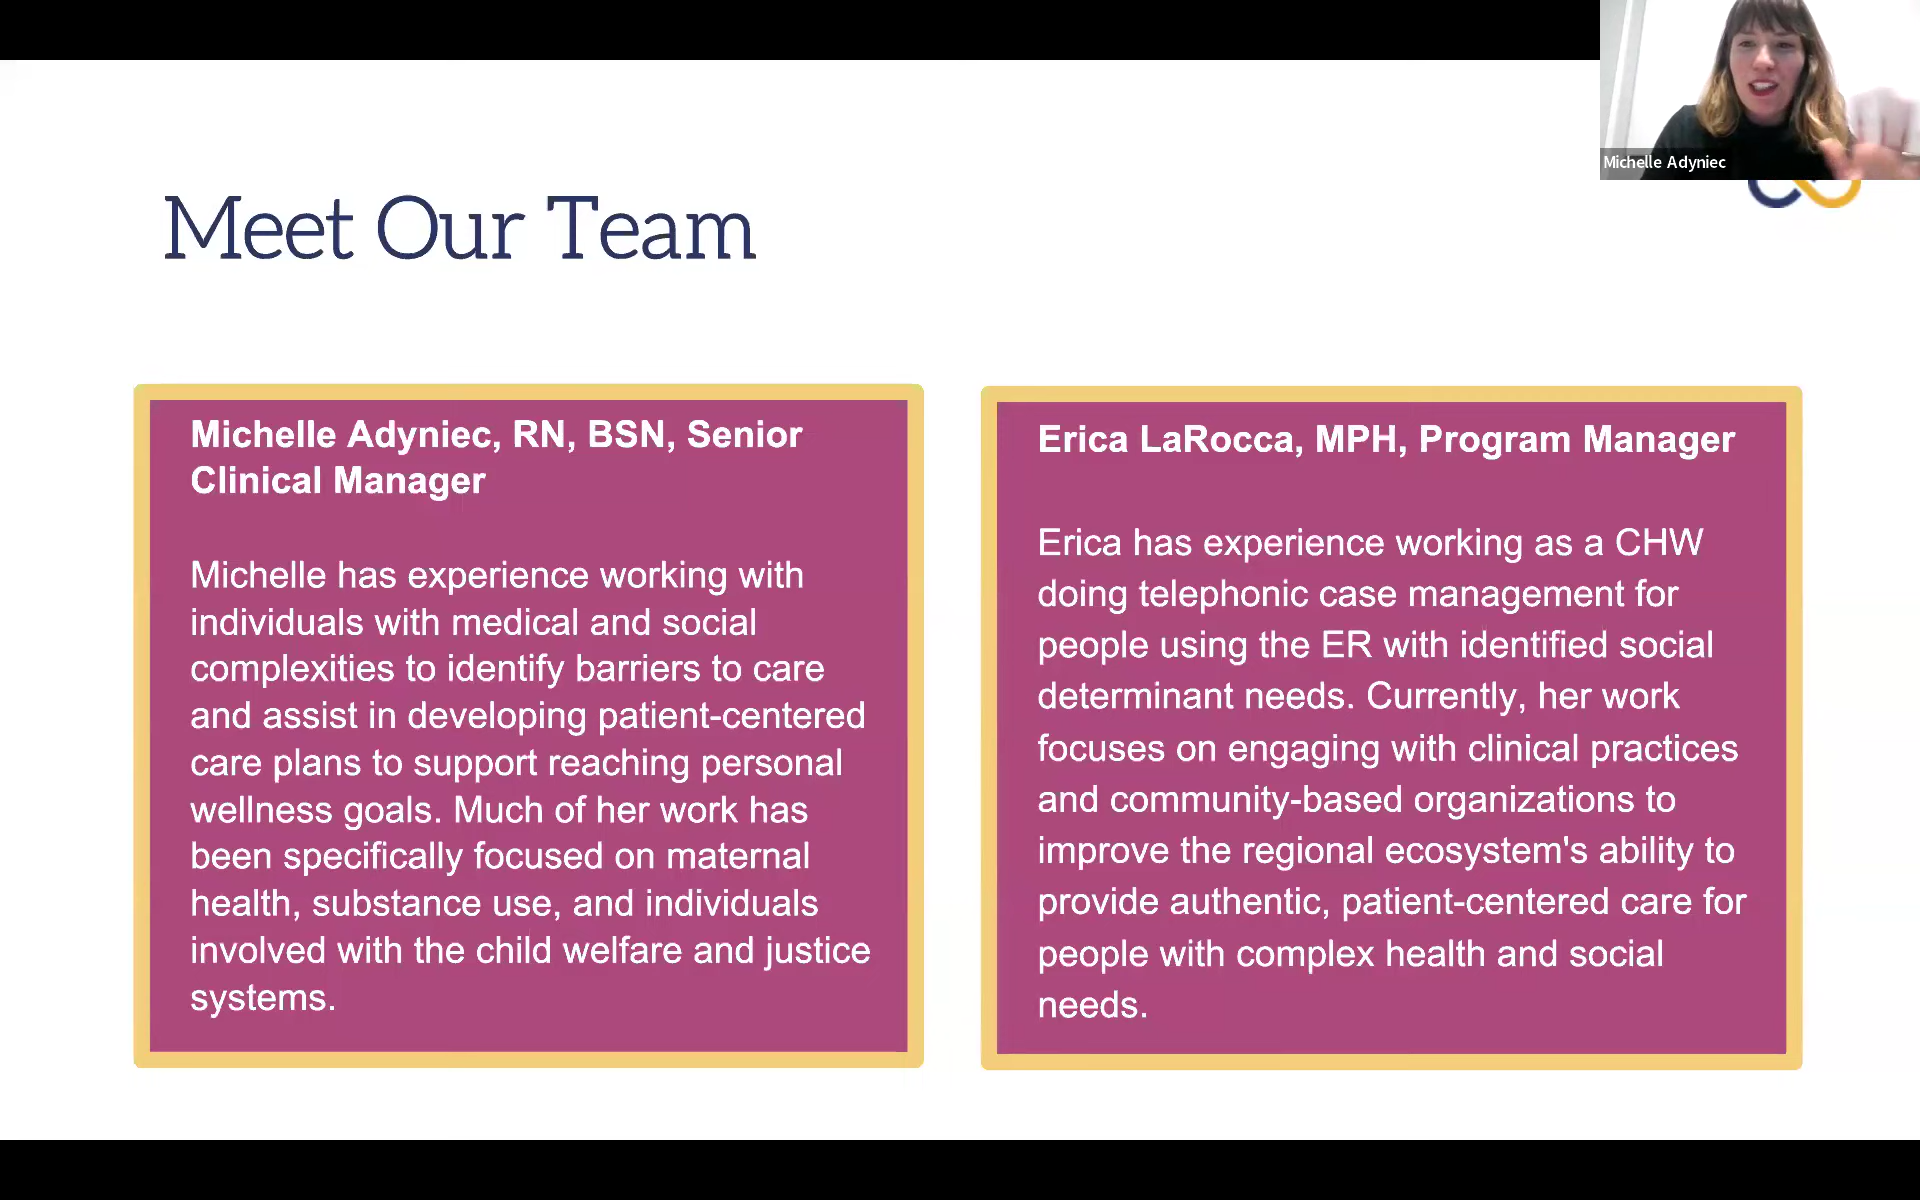 Michelle Adyniec
Meet Our Team
Michelle Adyniec, RN, BSN, Senior
Clinical Manager
Michelle has experience working with
individuals with medical and social
complexities to identify barriers to care
and assist in developing patient-centered
care plans to support reaching personal
wellness goals. Much of her work has
been specifically focused on maternal
health, substance use, and individuals
involved with the child welfare and justice
systems.
Erica LaRocca, MPH, Program Manager
Erica has experience working as a CHW
doing telephonic case management for
people using the ER with identified social
determinant needs. Currently, her work
focuses on engaging with clinical practices
and community-based organizations to
improve the regional ecosystem's ability to
provide authentic, patient-centered care for
people with complex health and social
needs.